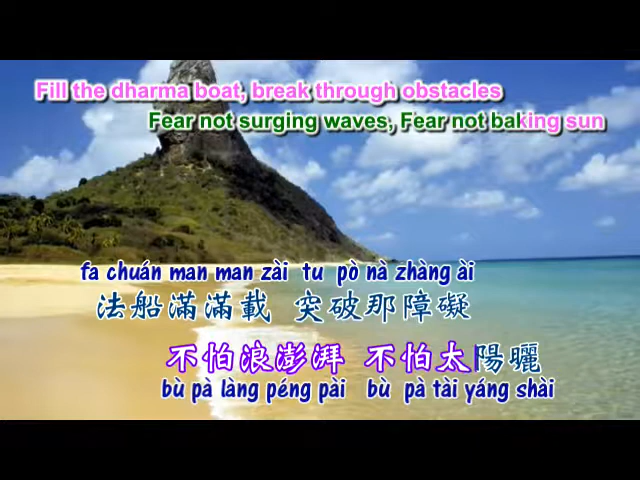 Fill the dharma boat, break through obstacles
Fear not surging waves, Fear not baking sun
fa chuán man man zài tu pò nà zhàng ài
法船滿滿載 突破那障礙
不怕浪澎湃 不怕太陽曬
bù pà làng péng pài bù pà tài yáng shài